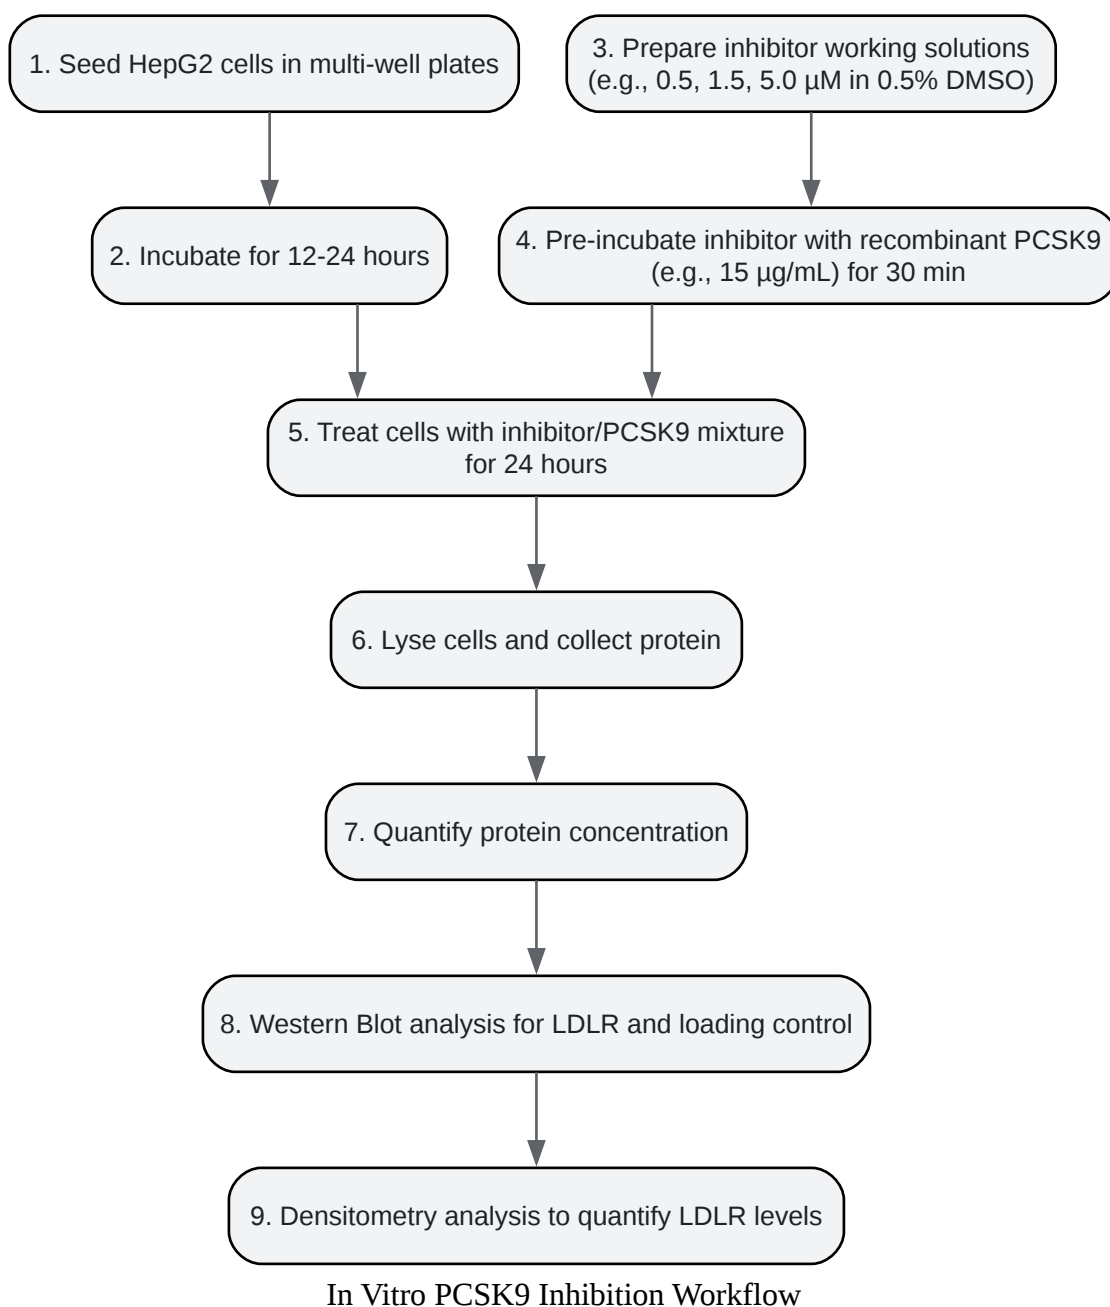 1. Seed HepG2 cells in multi-well plates
3. Prepare inhibitor working solutions
(e.g., 0.5, 1.5, 5.0 µM in 0.5% DMSO)
2. Incubate for 12-24 hours
4. Pre-incubate inhibitor with recombinant PCSK9
(e.g., 15 µg/mL) for 30 min
5. Treat cells with inhibitor/PCSK9 mixture
for 24 hours
6. Lyse cells and collect protein
7. Quantify protein concentration
8. Western Blot analysis for LDLR and loading control
9. Densitometry analysis to quantify LDLR levels
In Vitro PCSK9 Inhibition Workflow